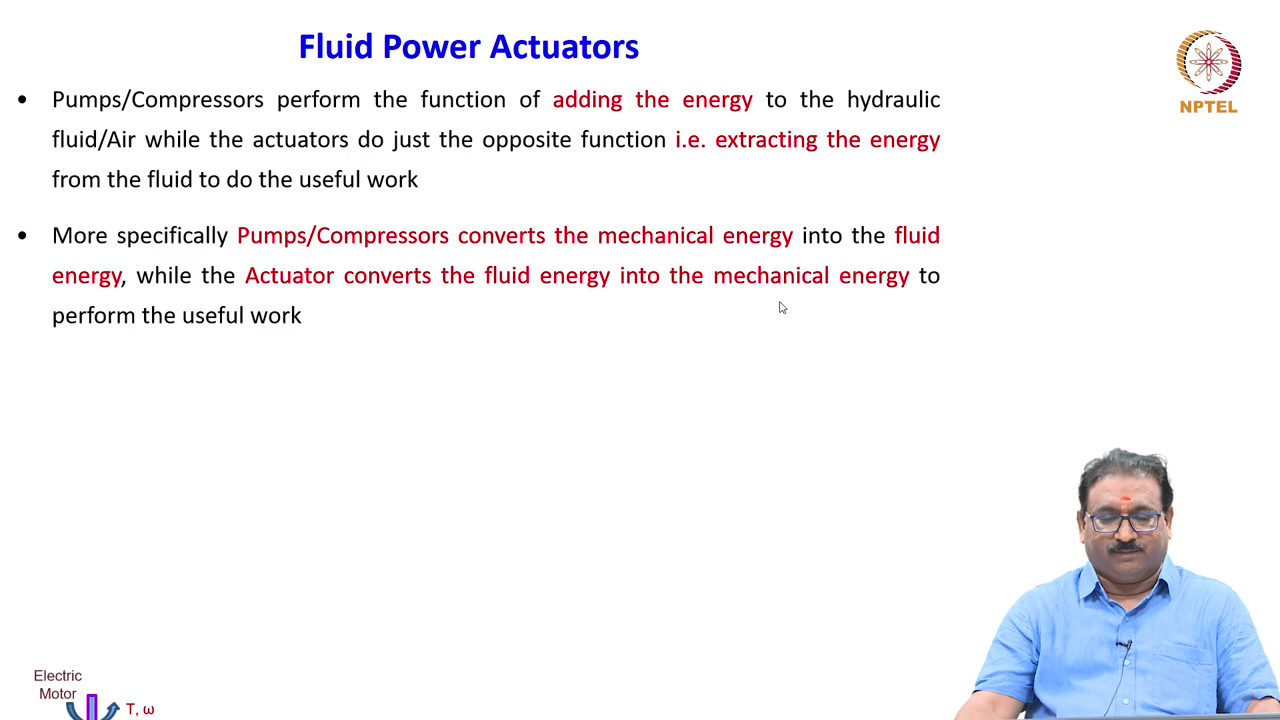 Fluid Power Actuators
NPTEL
• Pumps/Compressors perform the function of adding the energy to the hydraulic
fluid/Air while the actuators do just the opposite function i.e. extracting the energy
from the fluid to do the useful work
• More specifically Pumps/Compressors converts the mechanical energy into the fluid
energy, while the Actuator converts the fluid energy into the mechanical energy to
perform the useful work
Electric
Motor
T, ω